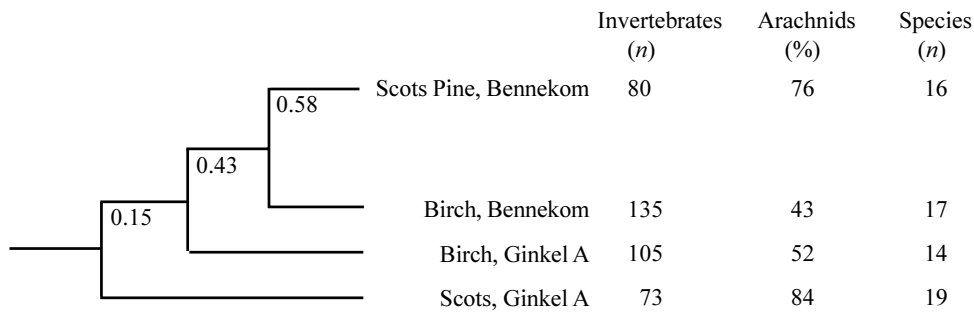 Invertebrates Arachnids Species
(n) (%) (n)
Scots Pine, Bennekom 80 76 16
0.58
0.43
Birch, Bennekom 135 43 17
0.15
Birch, Ginkel A 105 52 14
Scots, Ginkel A 73 84 19